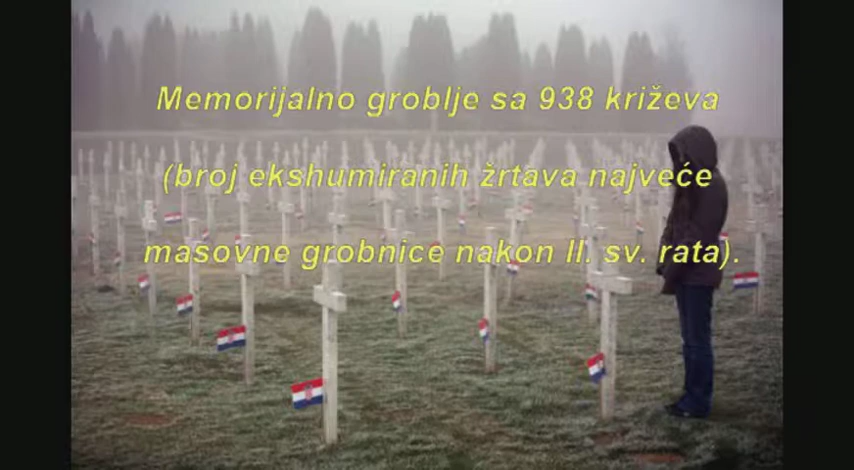 Memorijalno groblje sa 938 križeva
(broj ekshumiranih žrtava najveće
masovne grobnice nakon II. sv. rata).